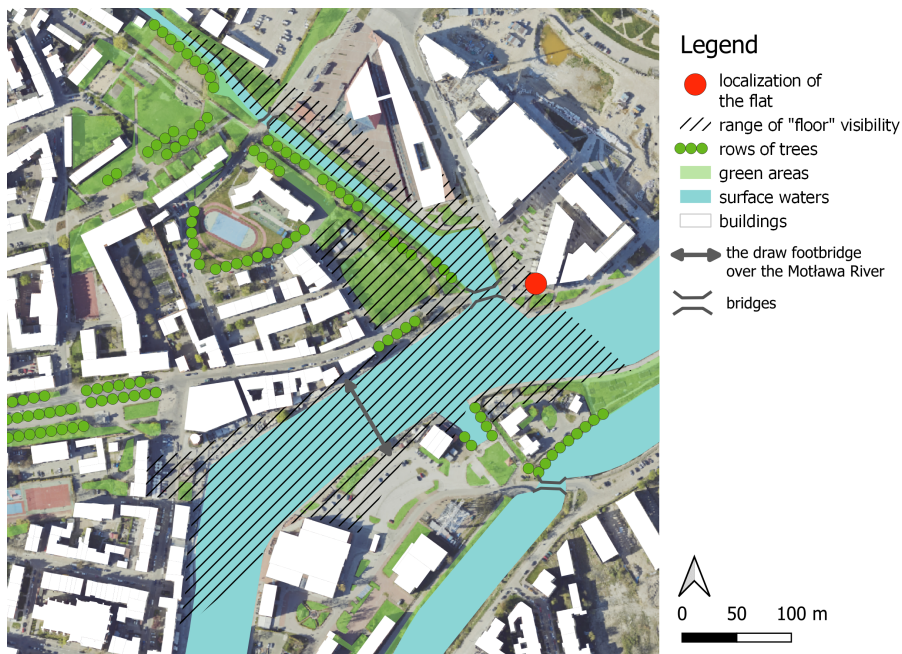 Legend
localization of
the flat
range of "floor" visibility
rows of trees
green areas
surface waters
buildings
the draw footbridge
over the Motława River
bridges
0 50 100 m